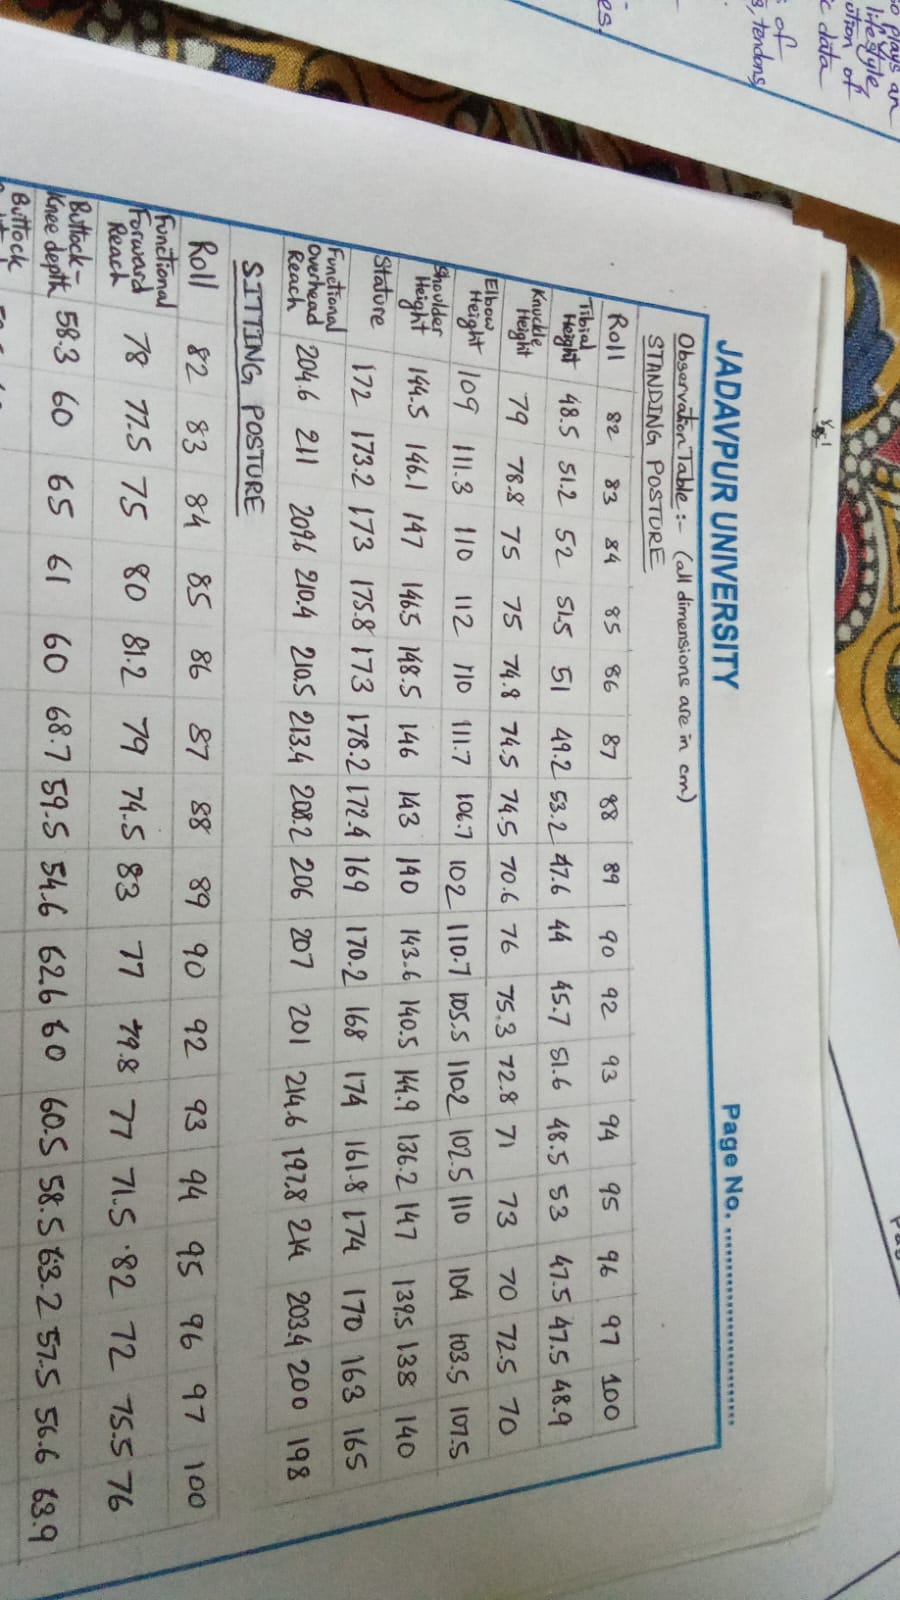 so plays an
lifestyle,
ution of
c data
s of
tendons,
es.
JADAVPUR UNIVERSITY
Page No. ..............................
Observation Table :- (all dimensions are in cm)
STANDING POSTURE
Roll 82 83 84 85 86 87 88 89 90 92 93 94 95 96 97 100
Tibial Height 48.5 51.2 52 51.5 51 49.2 53.2 47.6 44 45.7 51.6 48.5 53 47.5 47.5 48.9
Knuckle Height 79 78.8 75 75 74.8 74.5 74.5 70.6 76 75.3 72.8 71 73 70 72.5 70
Elbow Height 109 111.3 110 112 110 111.7 106.7 102 110.7 105.5 110.2 102.5 110 104 103.5 107.5
Shoulder Height 144.5 146.1 147 146.5 148.5 146 143 140 143.6 140.5 144.9 136.2 147 139.5 138 140
Stature 172 173.2 173 175.8 173 178.2 172.4 169 170.2 168 174 161.8 174 170 163 165
Functional Overhead Reach 204.6 211 209.6 210.4 210.5 213.4 208.2 206 207 201 214.6 197.8 214 203.4 200 198
SITTING POSTURE
Roll 82 83 84 85 86 87 88 89 90 92 93 94 95 96 97 100
Functional Forward Reach 78 77.5 75 80 81.2 79 74.5 83 77 79.8 77 71.5 82 72 75.5 76
Buttock-Knee depth 58.3 60 65 61 60 68.7 59.5 54.6 62.6 60 60.5 58.5 63.2 57.5 56.6 63.9
Buttock